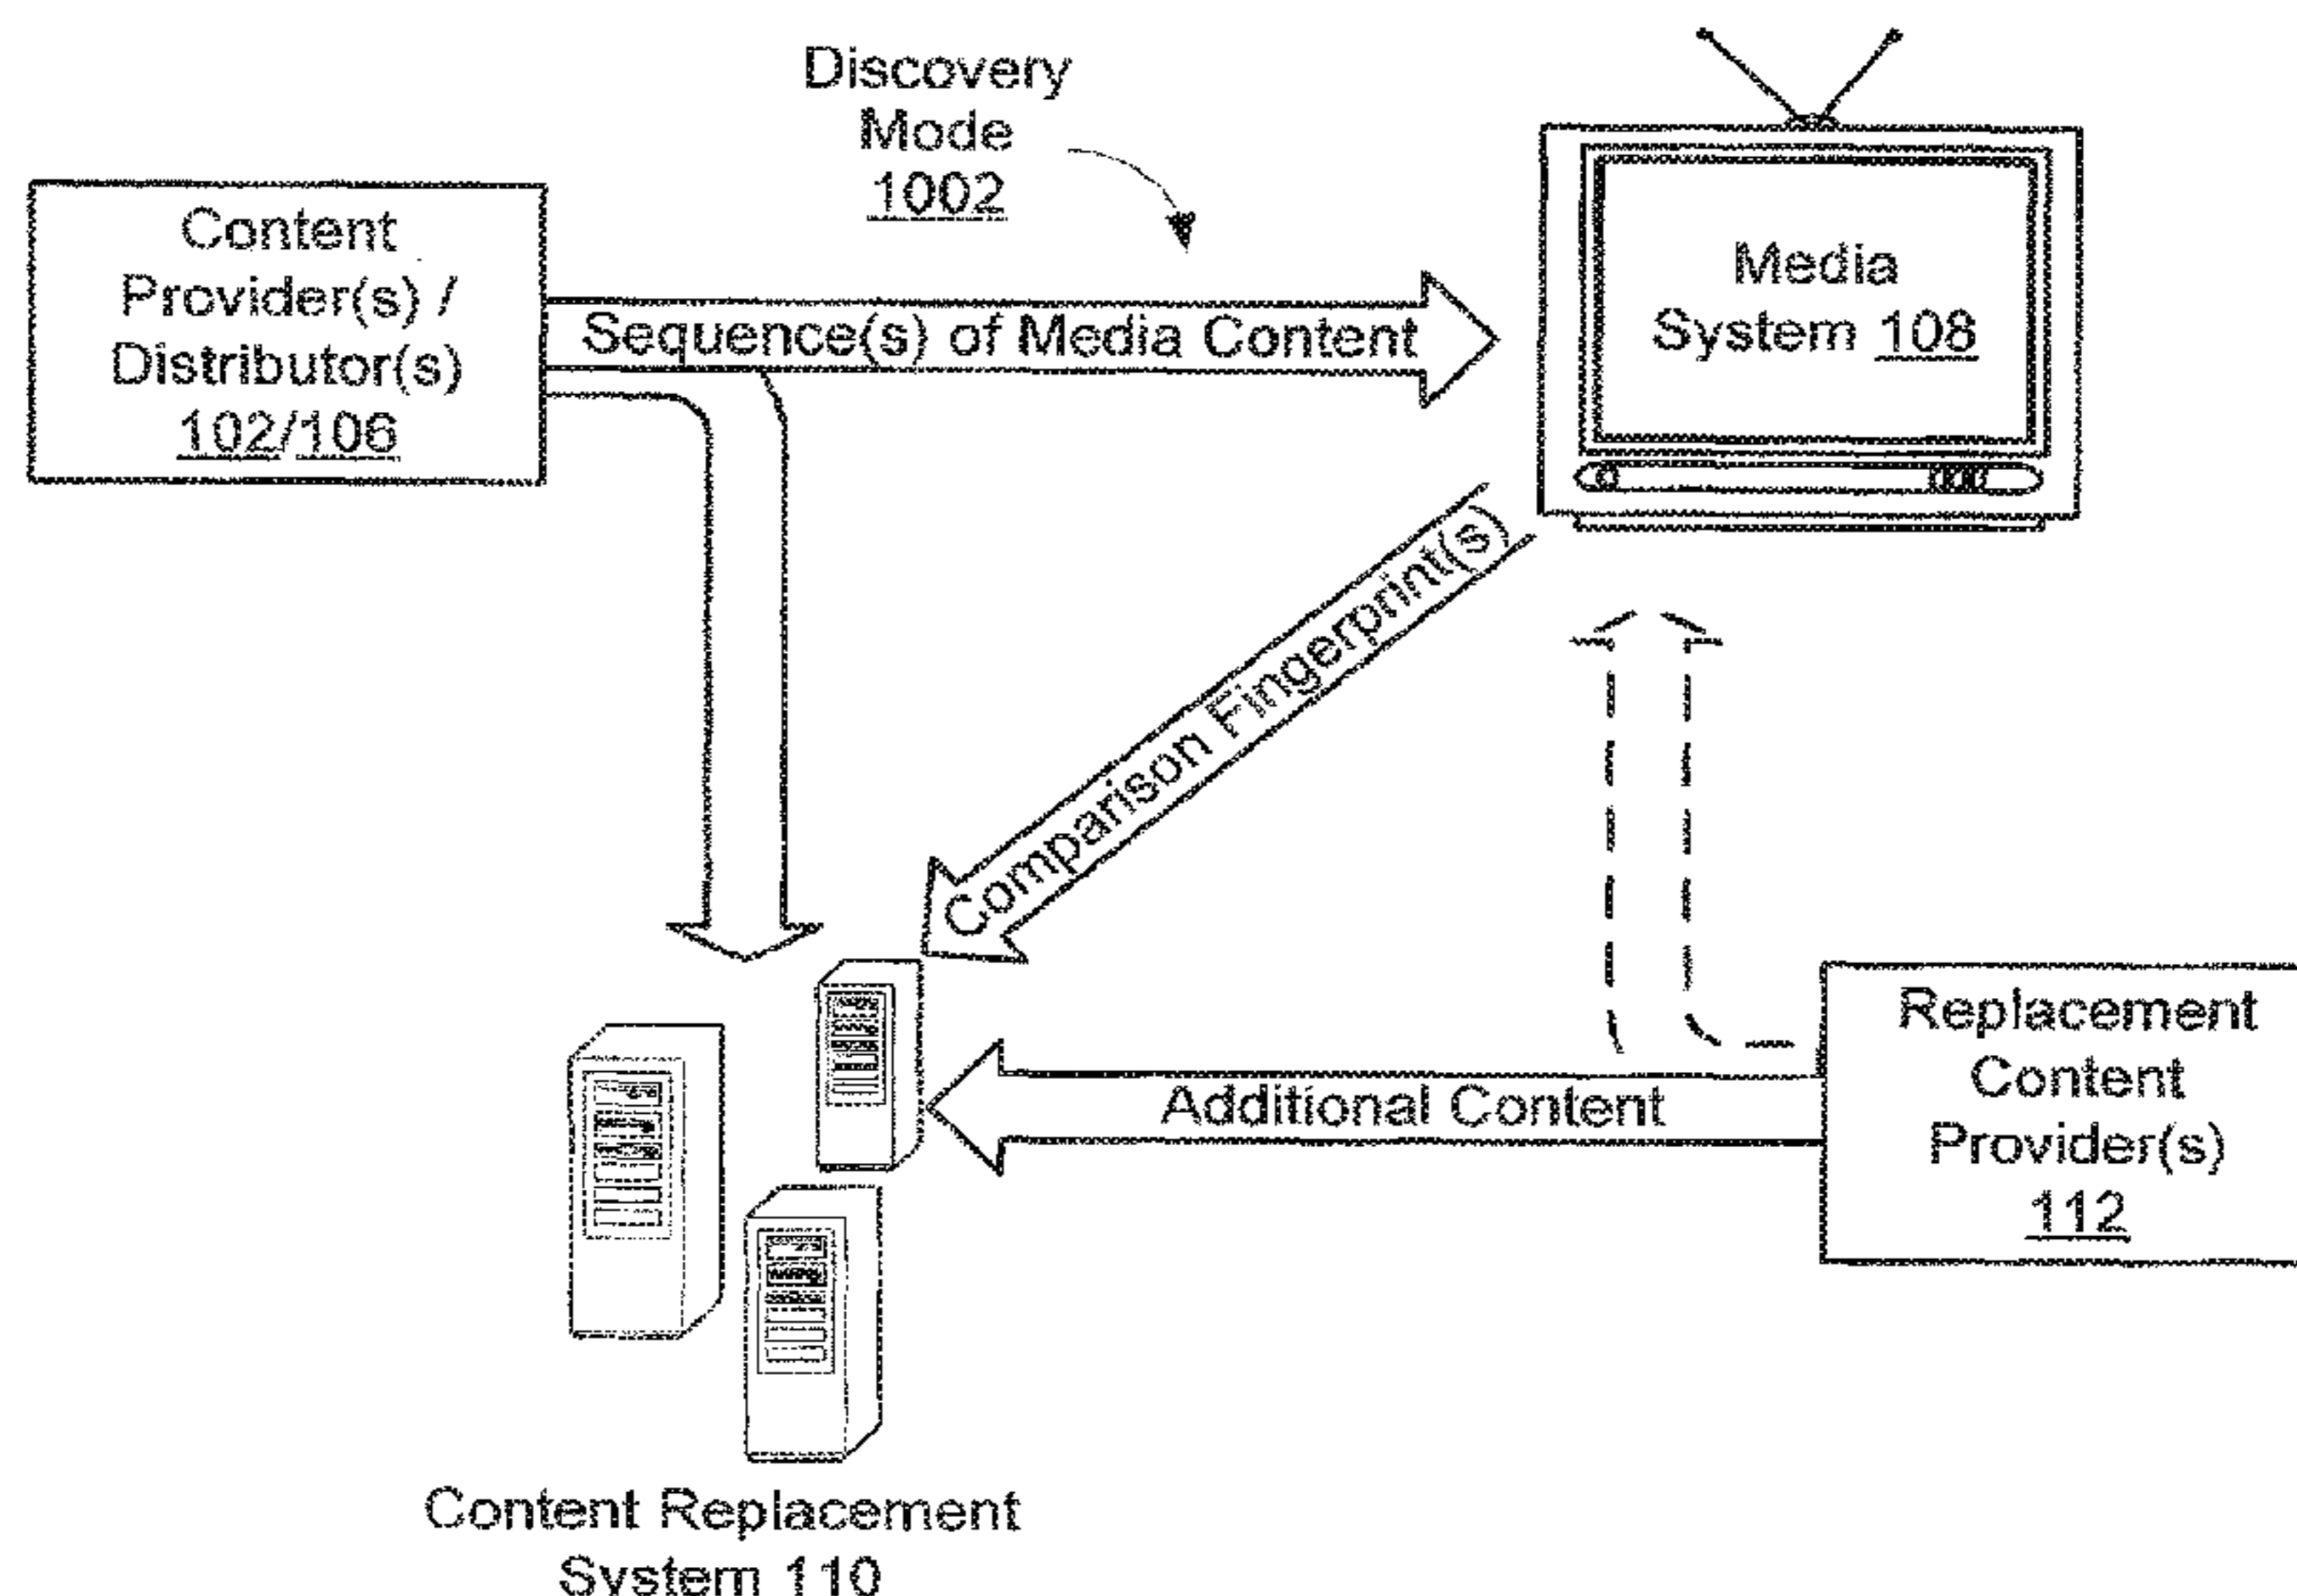 Discovery
Mode
1002
Content
Provider(s) /
Distributor(s)
102/106
Sequence(s) of Media Content
Media
System 108
Comparison Fingerprint(s)
Additional Content
Replacement
Content
Provider(s)
112
Content Replacement
System 110